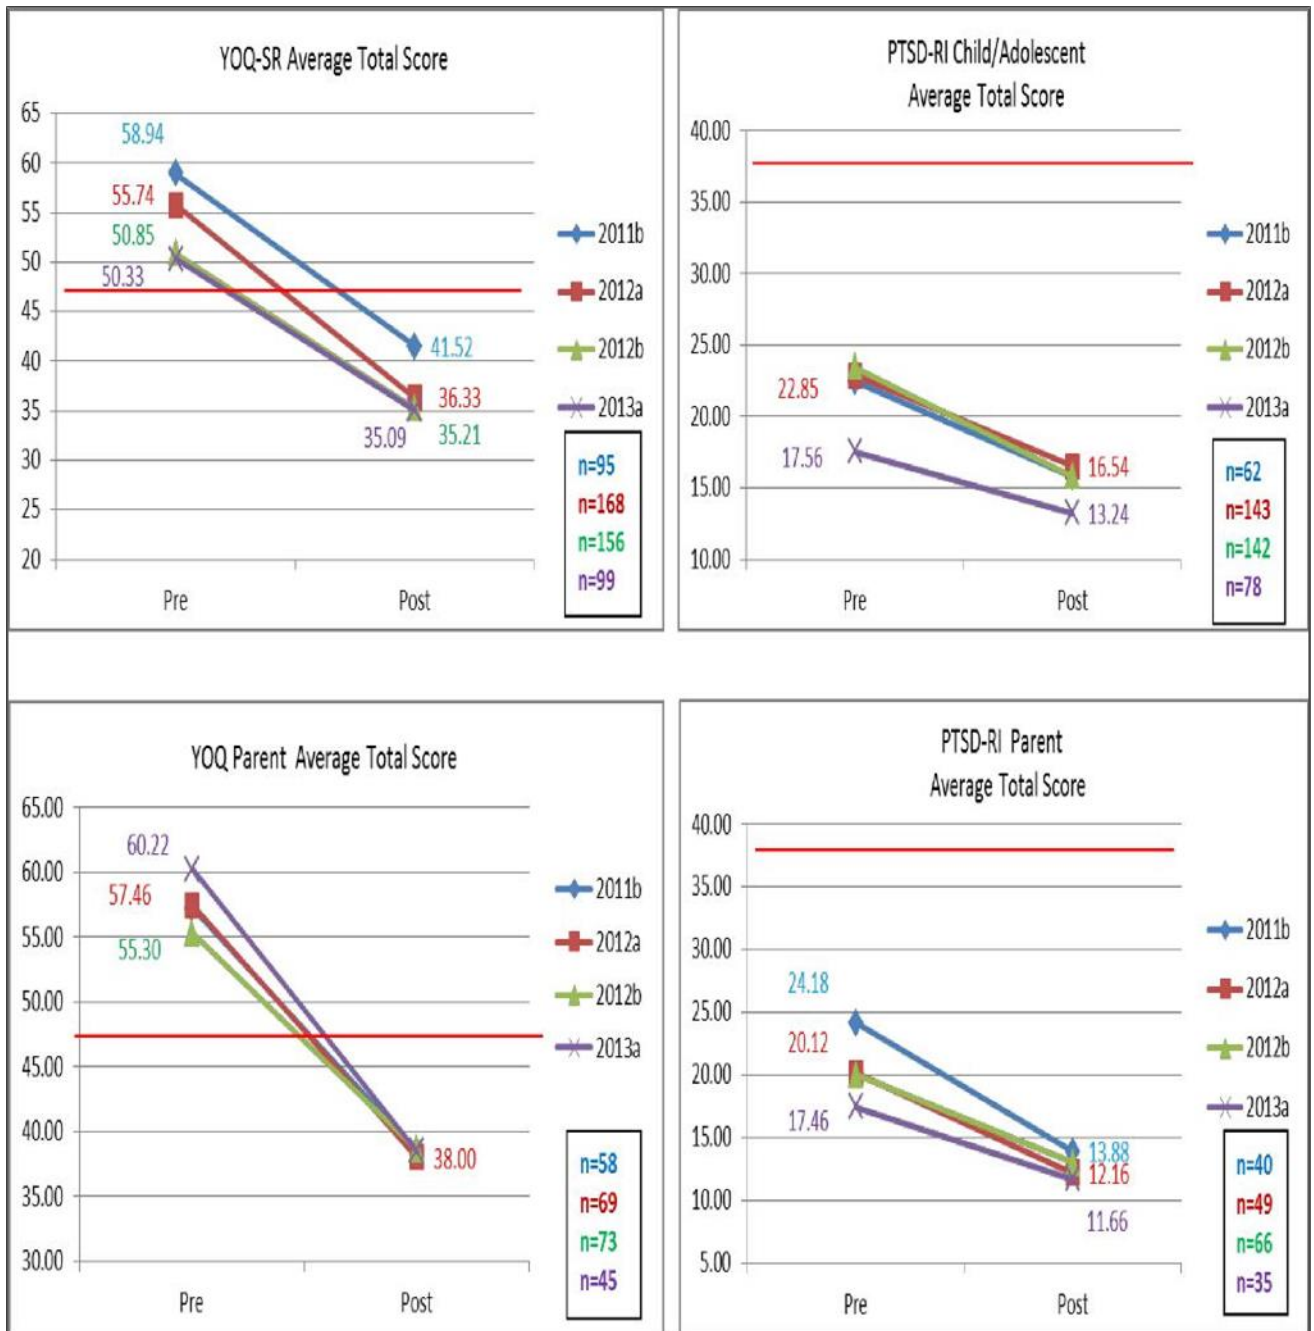 YOQ-SR Average Total Score
65
60
55
50
45
40
35
30
25
20
58.94
55.74
50.85
50.33
41.52
36.33
35.09
35.21
Pre
Post
2011b
2012a
2012b
2013a
n=95
n=168
n=156
n=99
PTSD-RI Child/Adolescent
Average Total Score
40.00
35.00
30.00
25.00
20.00
15.00
10.00
22.85
17.56
16.54
13.24
Pre
Post
2011b
2012a
2012b
2013a
n=62
n=143
n=142
n=78
YOQ Parent Average Total Score
65.00
60.00
55.00
50.00
45.00
40.00
35.00
30.00
60.22
57.46
55.30
38.00
Pre
Post
2011b
2012a
2012b
2013a
n=58
n=69
n=73
n=45
PTSD-RI Parent
Average Total Score
40.00
35.00
30.00
25.00
20.00
15.00
10.00
5.00
24.18
20.12
17.46
13.88
12.16
11.66
Pre
Post
2011b
2012a
2012b
2013a
n=40
n=49
n=66
n=35